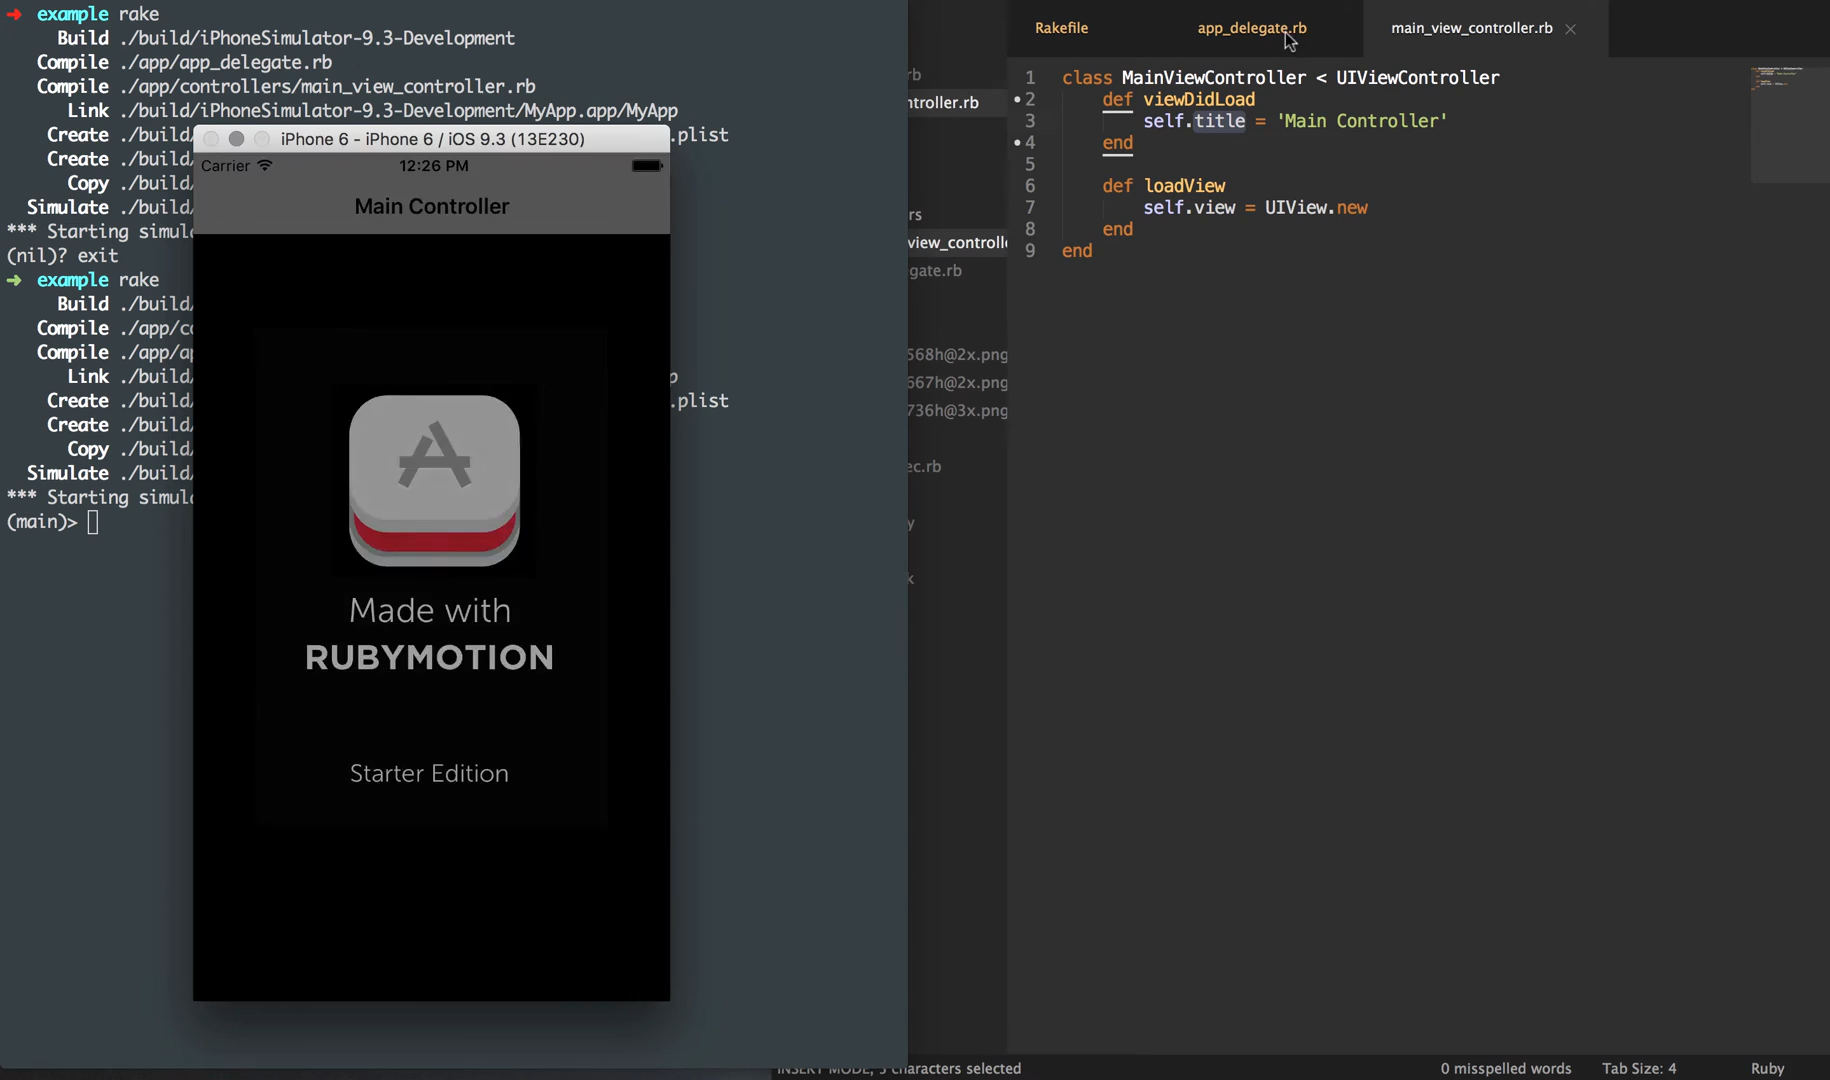 ➜ example rake
Build ./build/iPhoneSimulator-9.3-Development
Compile ./app/app_delegate.rb
Compile ./app/controllers/main_view_controller.rb
Link ./build/iPhoneSimulator-9.3-Development/MyApp.app/MyApp
Create ./build/ .plist
Create ./build/
Copy ./build/
Simulate ./build/
*** Starting simul
(nil)? exit
➜ example rake
Build ./build/
Compile ./app/co
Compile ./app/ap
Link ./build/ p
Create ./build/ .plist
Create ./build/
Copy ./build/
Simulate ./build/
*** Starting simul
(main)>
iPhone 6 - iPhone 6 / iOS 9.3 (13E230)
Carrier 12:26 PM
Main Controller
Made with
RUBYMOTION
Starter Edition
rb
ntroller.rb
rs
view_controlle
gate.rb
568h@2x.png
667h@2x.png
736h@3x.png
ec.rb
y
k
Rakefile app_delegate.rb main_view_controller.rb
1 class MainViewController < UIViewController
2 def viewDidLoad
3 self.title = 'Main Controller'
4 end
5
6 def loadView
7 self.view = UIView.new
8 end
9 end
INSERT MODE, 5 characters selected
0 misspelled words Tab Size: 4 Ruby